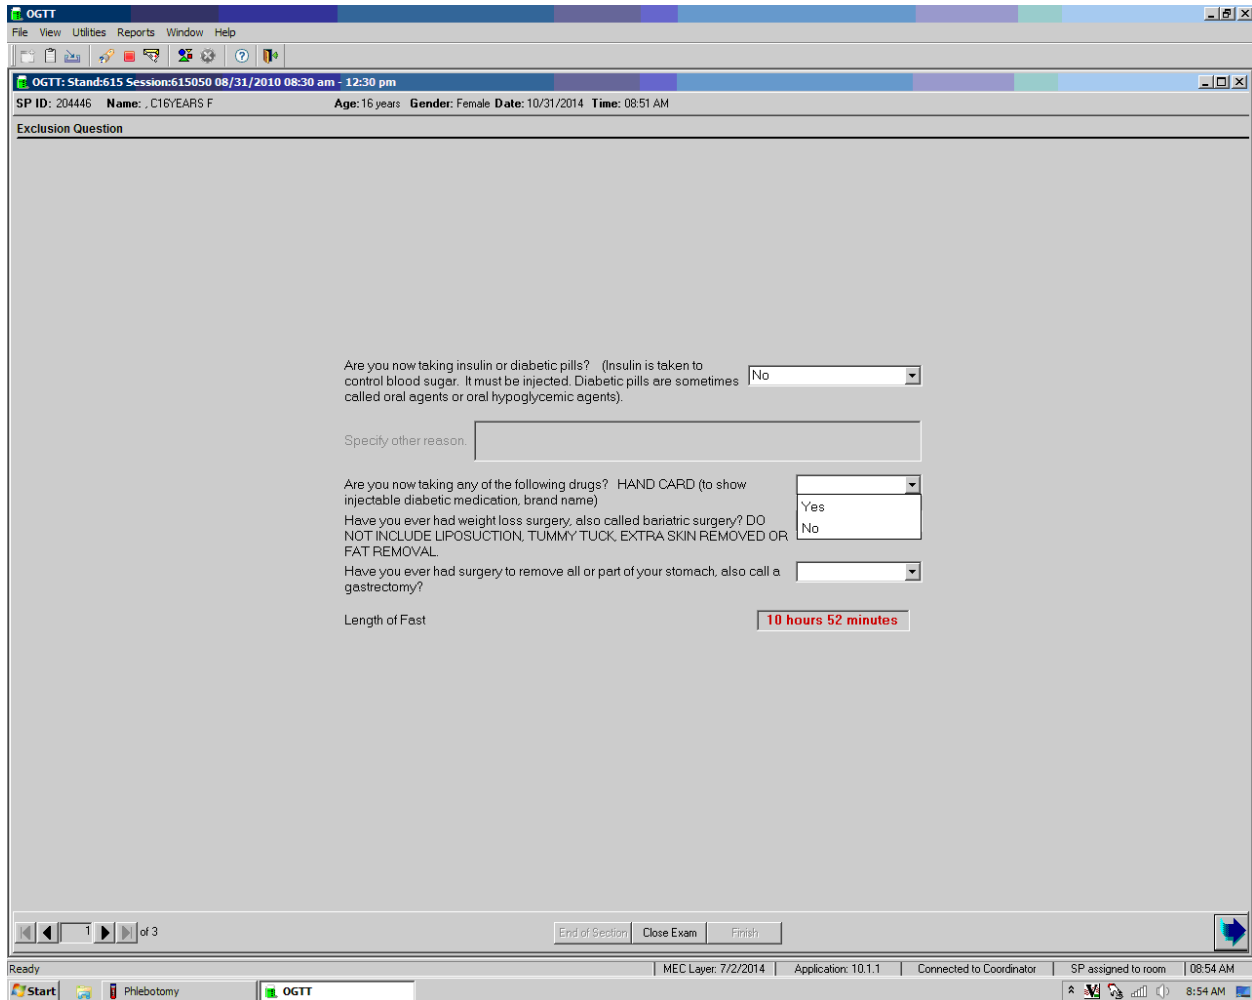 OGTT
File View Utilities Reports Window Help
OGTT: Stand:615 Session:615050 08/31/2010 08:30 am - 12:30 pm
SP ID: 204446 Name: , C16YEARS F Age: 16 years Gender: Female Date: 10/31/2014 Time: 08:51 AM
Exclusion Question
Are you now taking insulin or diabetic pills? (Insulin is taken to
control blood sugar. It must be injected. Diabetic pills are sometimes
called oral agents or oral hypoglycemic agents).
No
Specify other reason.
Are you now taking any of the following drugs? HAND CARD (to show
injectable diabetic medication, brand name)
Yes
No
Have you ever had weight loss surgery, also called bariatric surgery? DO
NOT INCLUDE LIPOSUCTION, TUMMY TUCK, EXTRA SKIN REMOVED OR
FAT REMOVAL.
Have you ever had surgery to remove all or part of your stomach, also call a
gastrectomy?
Length of Fast 10 hours 52 minutes
1 of 3 End of Section Close Exam Finish
Ready MEC Layer: 7/2/2014 Application: 10.1.1 Connected to Coordinator SP assigned to room 08:54 AM
Start Phlebotomy OGTT 8:54 AM